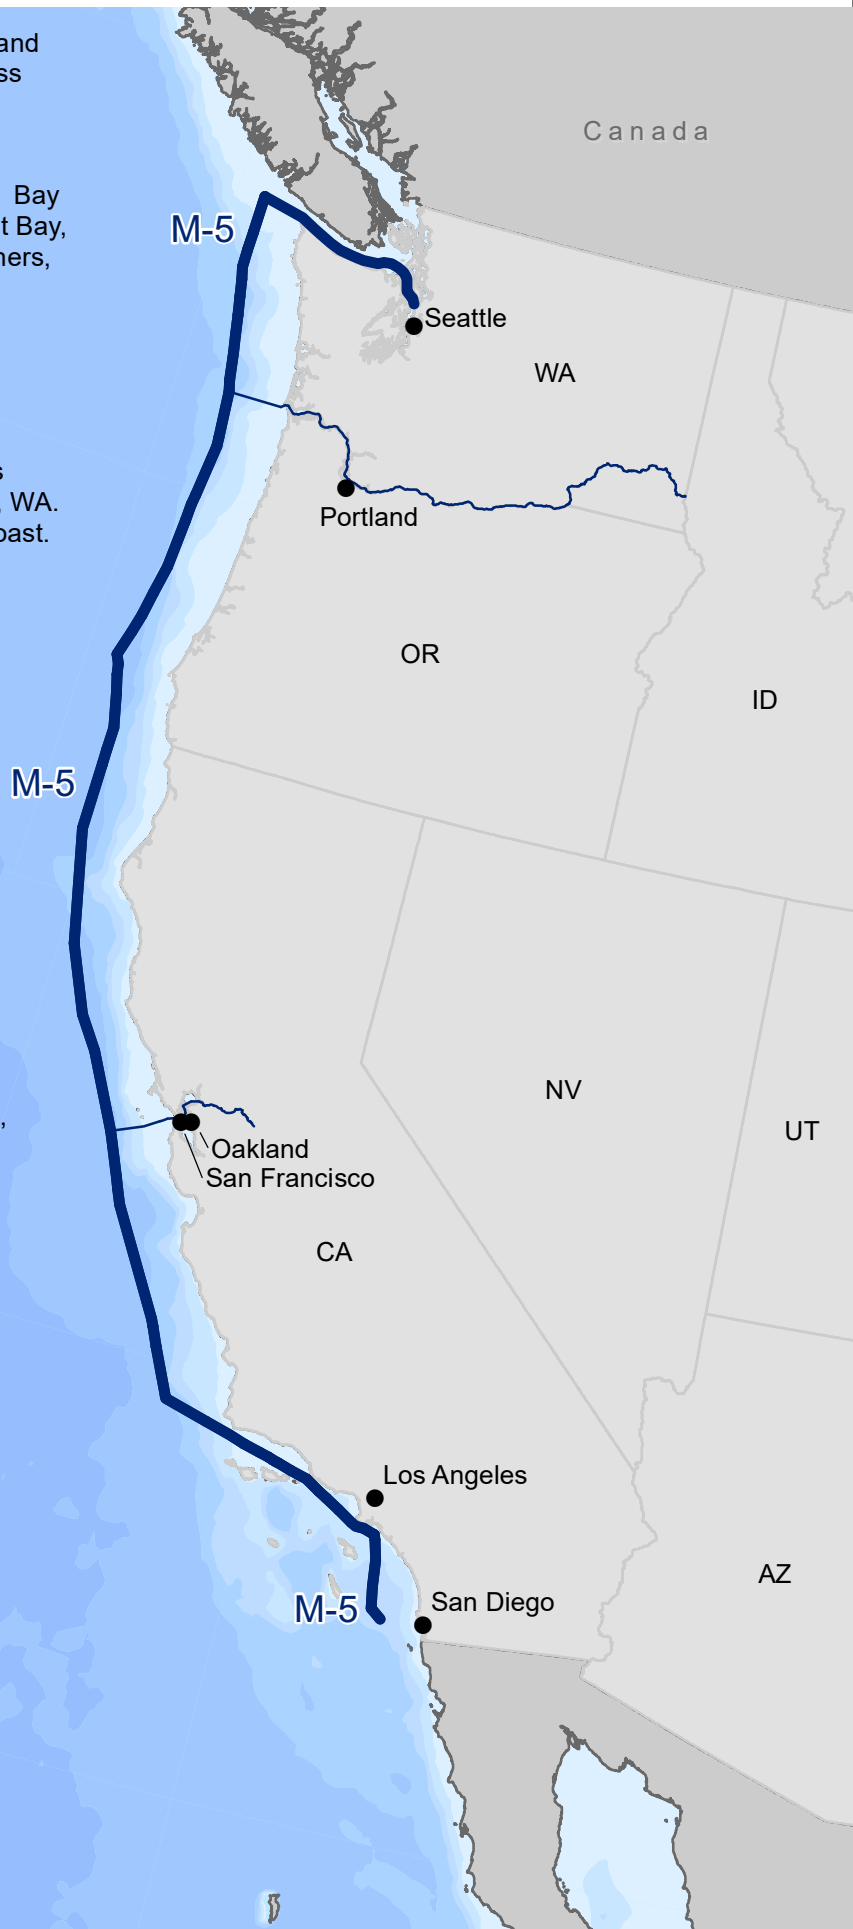 and
ss
Canada
Bay
t Bay,
ners,
M-5
Seattle
WA
s
, WA.
oast.
Portland
OR
ID
M-5
NV
,
UT
Oakland
San Francisco
CA
Los Angeles
AZ
San Diego
M-5